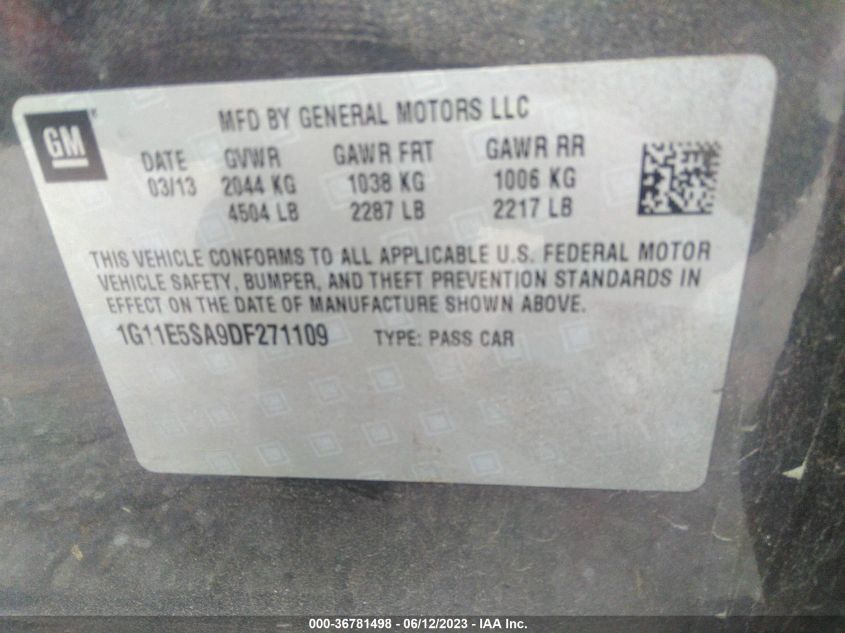 GM
MFD BY GENERAL MOTORS LLC
DATE GVWR GAWR FRT GAWR RR
03/13 2044 KG 1038 KG 1006 KG
4504 LB 2287 LB 2217 LB
THIS VEHICLE CONFORMS TO ALL APPLICABLE U.S. FEDERAL MOTOR
VEHICLE SAFETY, BUMPER, AND THEFT PREVENTION STANDARDS IN
EFFECT ON THE DATE OF MANUFACTURE SHOWN ABOVE.
1G11E5SA9DF271109 TYPE: PASS CAR
000-36781498 - 06/12/2023 - IAA Inc.